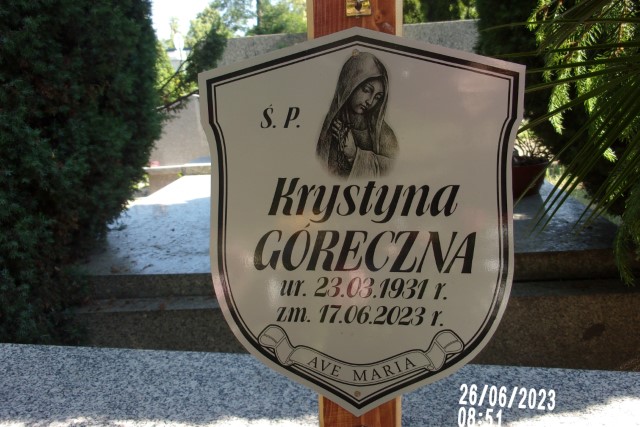 Ś. P.
Krystyna
GÓRECZNA
ur. 23.03.1931 r.
zm. 17.06.2023 r.
AVE MARIA
26/06/2023
08:51